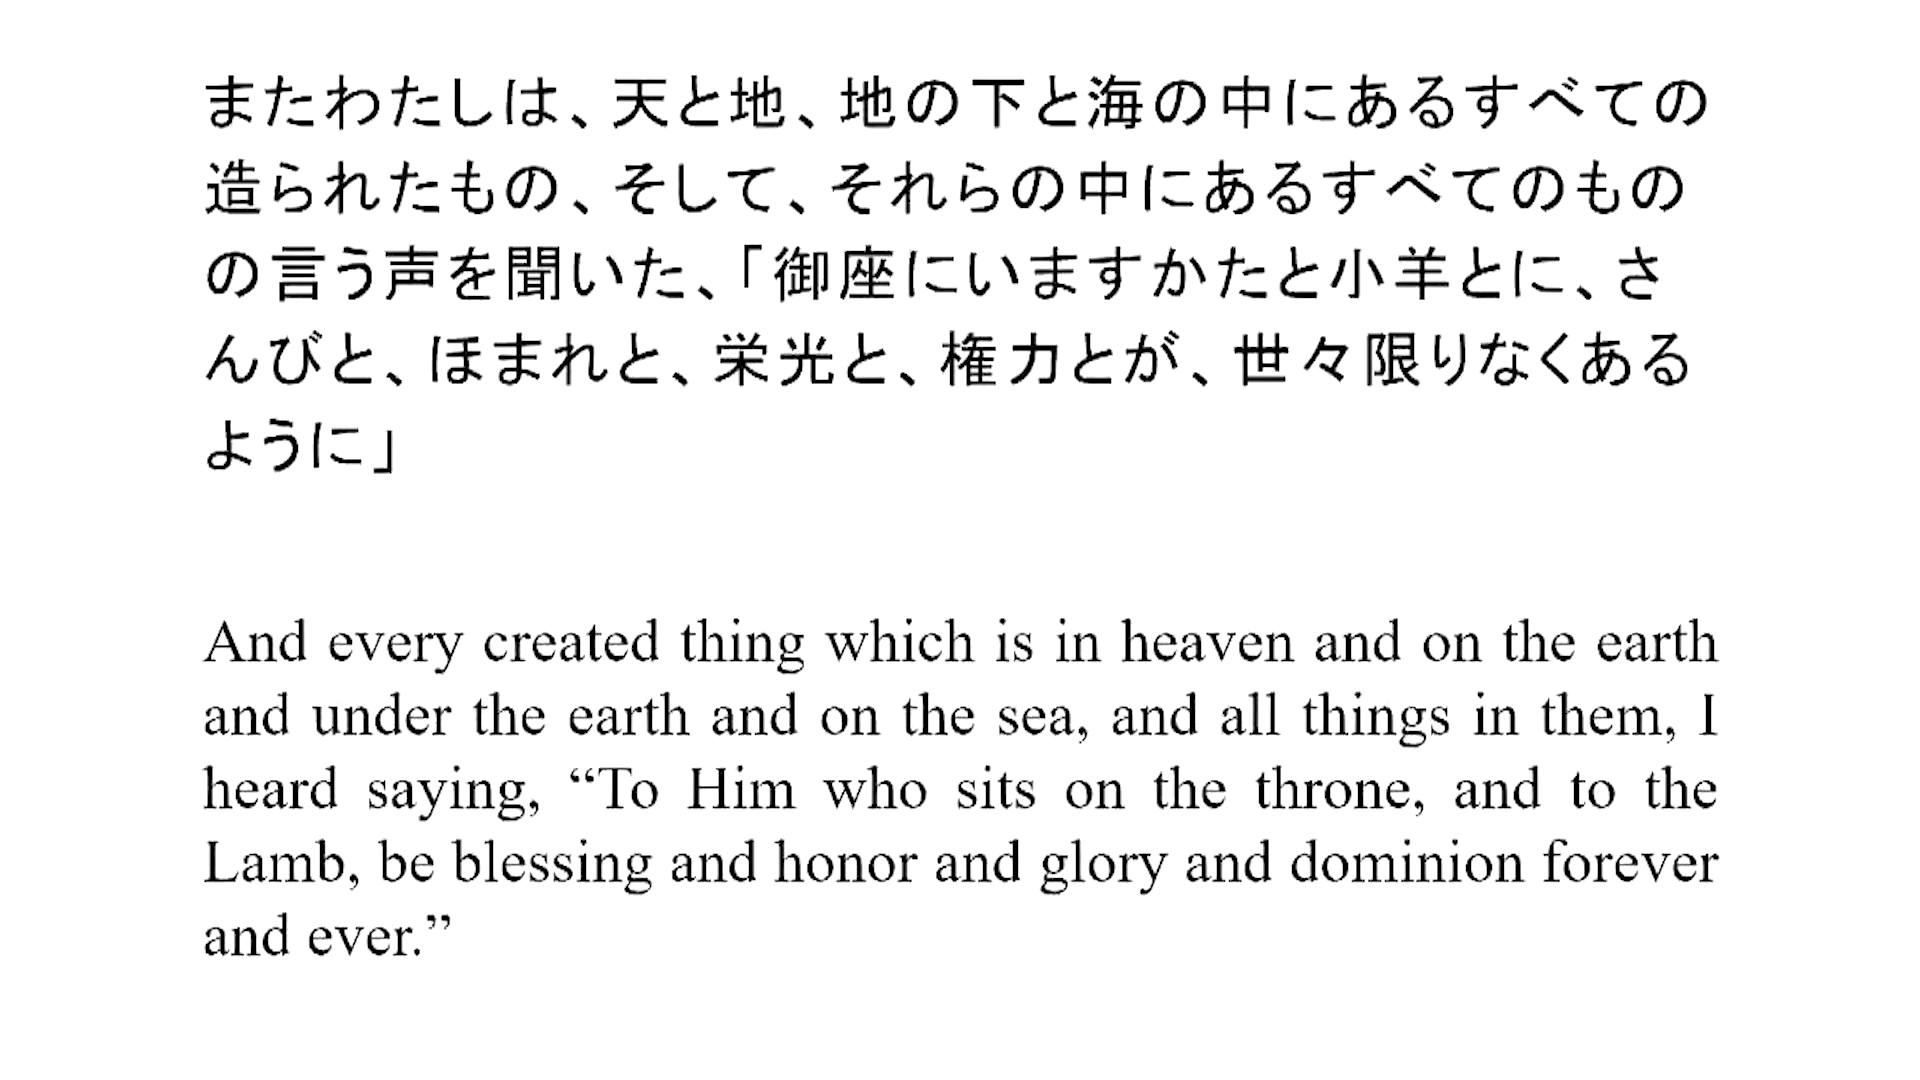 またわたしは、天と地、地の下と海の中にあるすべての
造られたもの、そして、それらの中にあるすべてのもの
の言う声を聞いた、「御座にいますかたと小羊とに、さ
んびと、ほまれと、栄光と、権力とが、世々限りなくある
ように」
And every created thing which is in heaven and on the earth
and under the earth and on the sea, and all things in them, I
heard saying, “To Him who sits on the throne, and to the
Lamb, be blessing and honor and glory and dominion forever
and ever.”